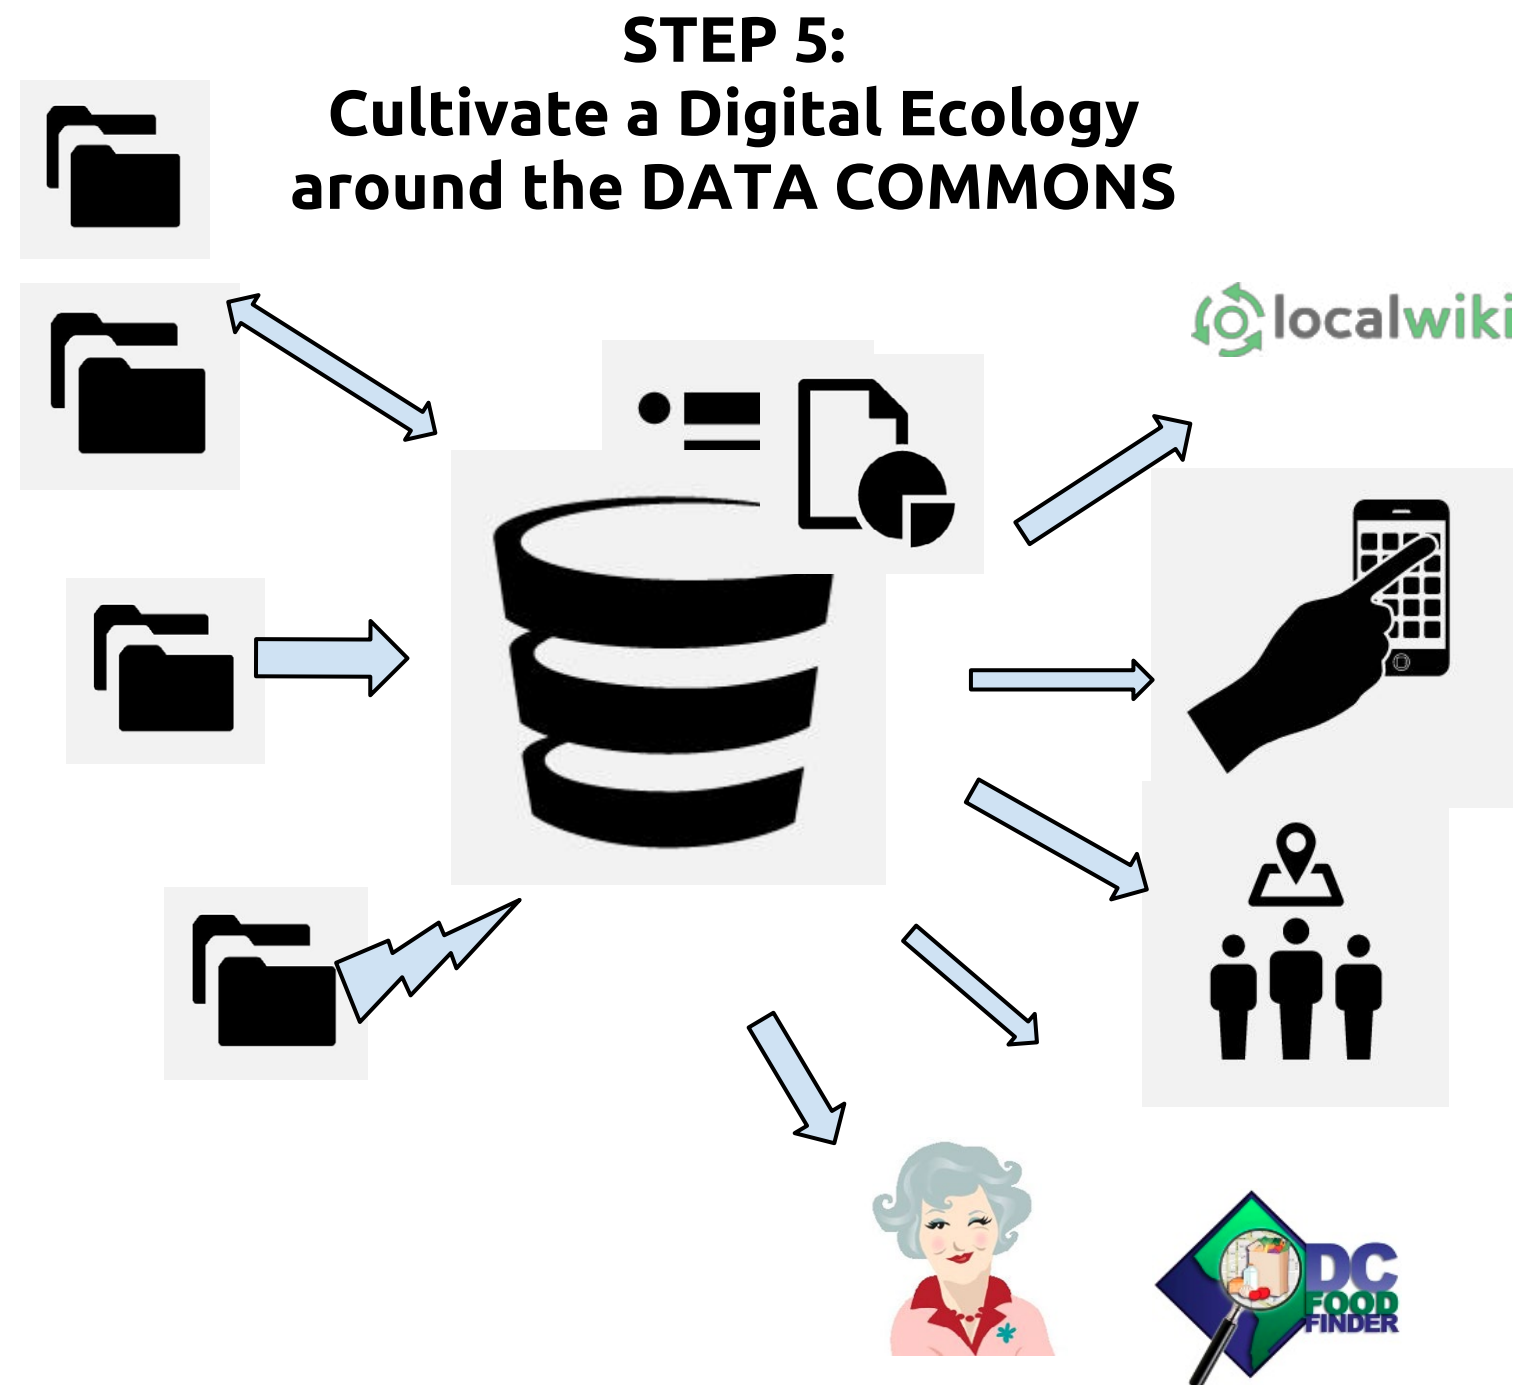 STEP 5:
Cultivate a Digital Ecology
around the DATA COMMONS
localwiki
DC
FOOD
FINDER